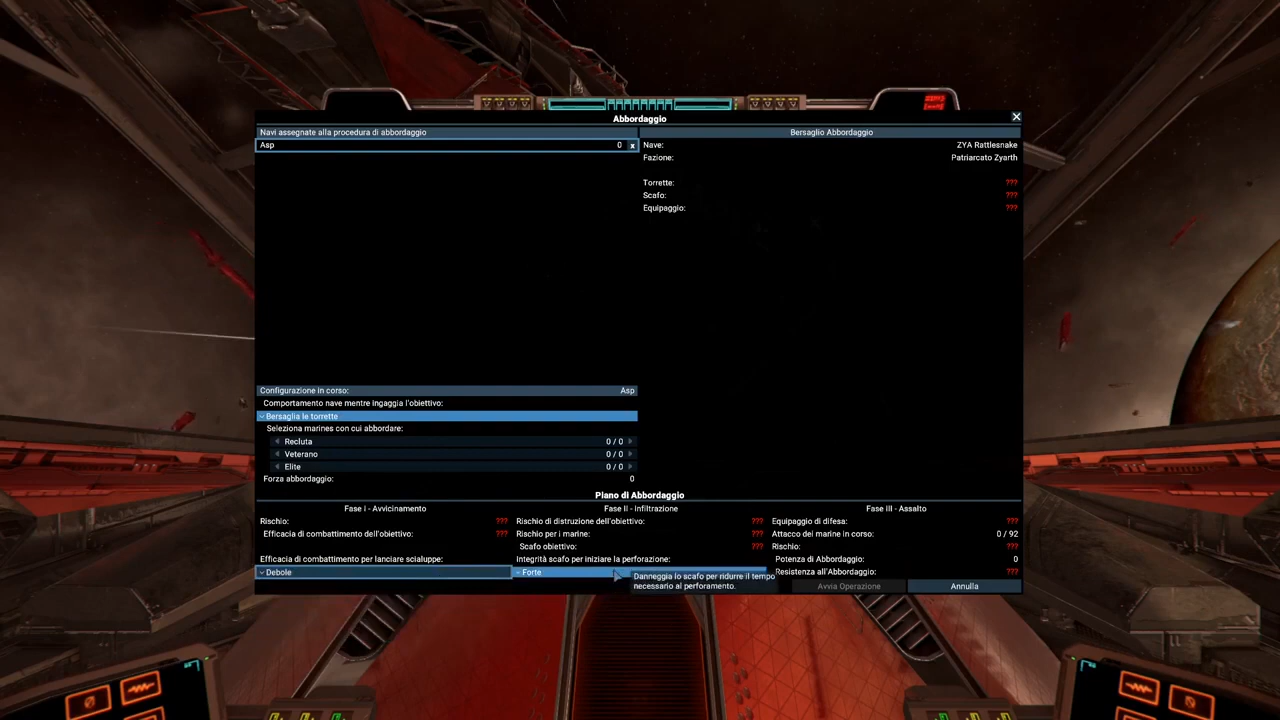 Abbordaggio
Navi assegnate alla procedura di abbordaggio
Asp 0 x
Bersaglio Abbordaggio
Nave: ZYA Rattlesnake
Fazione: Patriarcato Zyarth
Torrette: ???
Scafo: ???
Equipaggio: ???
Configurazione in corso: Asp
Comportamento nave mentre ingaggia l'obiettivo:
Bersaglia le torrette
Seleziona marines con cui abbordare:
Recluta 0 / 0
Veterano 0 / 0
Elite 0 / 0
Forza abbordaggio: 0
Plano di Abbordaggio
Fase I - Avvicinamento
Rischio: ???
Efficacia di combattimento dell'obiettivo: ???
Efficacia di combattimento per lanciare scialuppe:
Debole
Fase II - Infiltrazione
Rischio di distruzione dell'obiettivo: ???
Rischio per i marine: ???
Scafo obiettivo: ???
Integrità scafo per iniziare la perforazione:
Forte
Danneggia lo scafo per ridurre il tempo
necessario al perforamento.
Fase III - Assalto
Equipaggio di difesa: ???
Attacco dei marine in corso: 0 / 92
Rischio: ???
Potenza di Abbordaggio: 0
Resistenza all'Abbordaggio: ???
Avvia Operazione
Annulla